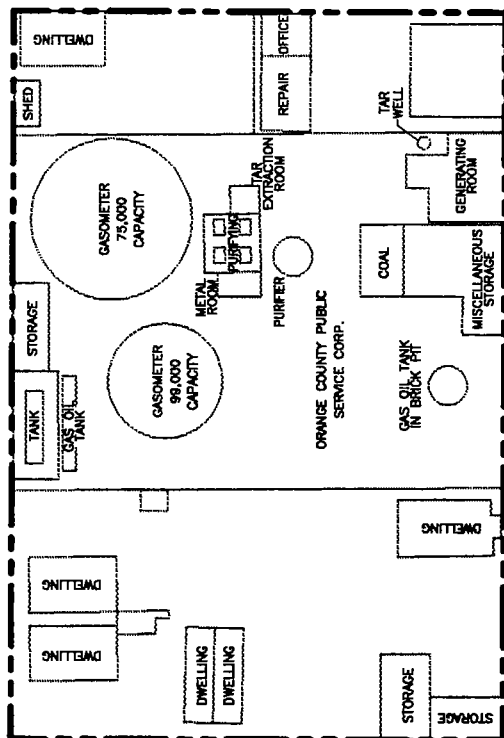 DWELLING
SHED
OFFICE
REPAIR
TAR
WELL
GASOMETER
75,000
CAPACITY
TAR
EXTRACTION
ROOM
PURIFYING
GENERATING
ROOM
METAL
ROOM
PURIFIER
COAL
MISCELLANEOUS
STORAGE
STORAGE
GASOMETER
99,000
CAPACITY
ORANGE COUNTY PUBLIC
SERVICE CORP.
TANK
GAS OIL
TANK
GAS OIL TANK
IN BRICK PIT
DWELLING
DWELLING
DWELLING
DWELLING
DWELLING
STORAGE
STORAGE